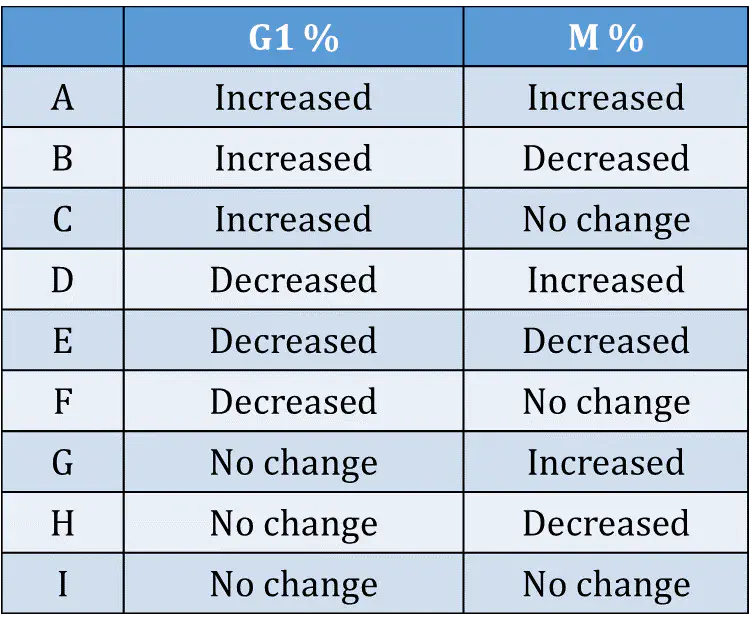 G1 % M %
A Increased Increased
B Increased Decreased
C Increased No change
D Decreased Increased
E Decreased Decreased
F Decreased No change
G No change Increased
H No change Decreased
I No change No change